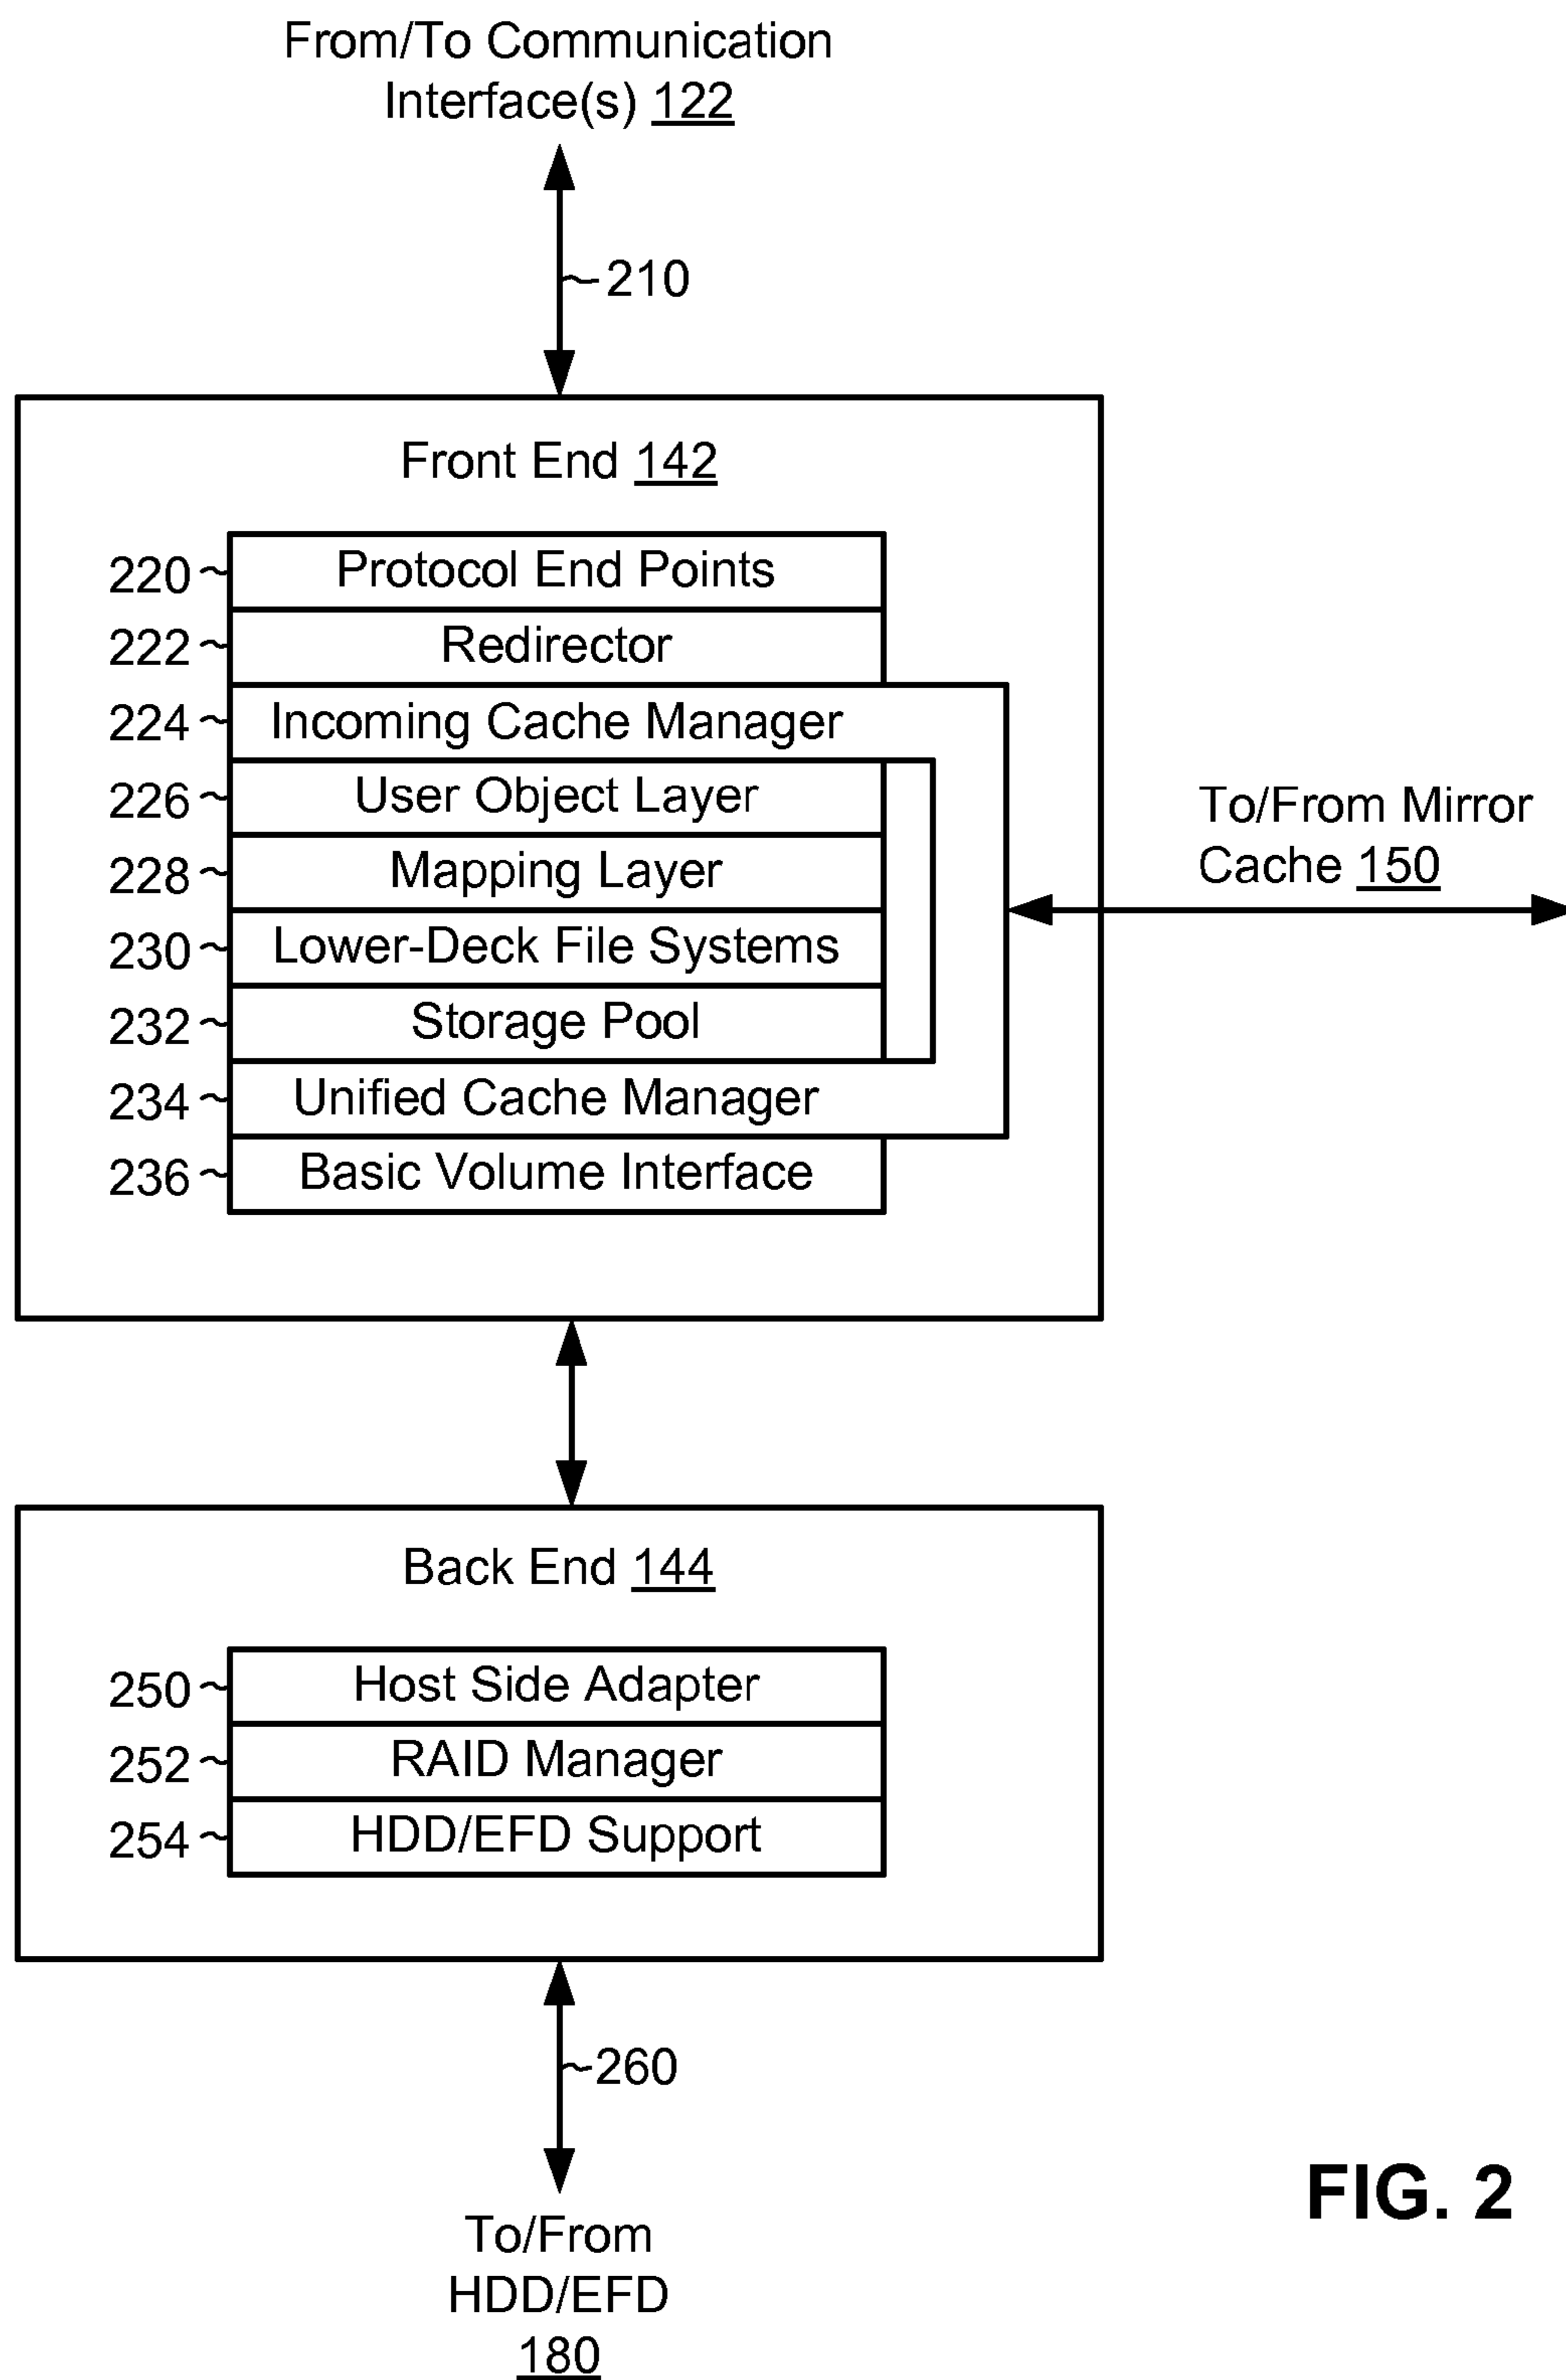 From/To Communication
Interface(s) 122
210
Front End 142
220 Protocol End Points
222 Redirector
224 Incoming Cache Manager
226 User Object Layer
228 Mapping Layer
230 Lower-Deck File Systems
232 Storage Pool
234 Unified Cache Manager
236 Basic Volume Interface
To/From Mirror
Cache 150
Back End 144
250 Host Side Adapter
252 RAID Manager
254 HDD/EFD Support
260
To/From
HDD/EFD
180
FIG. 2